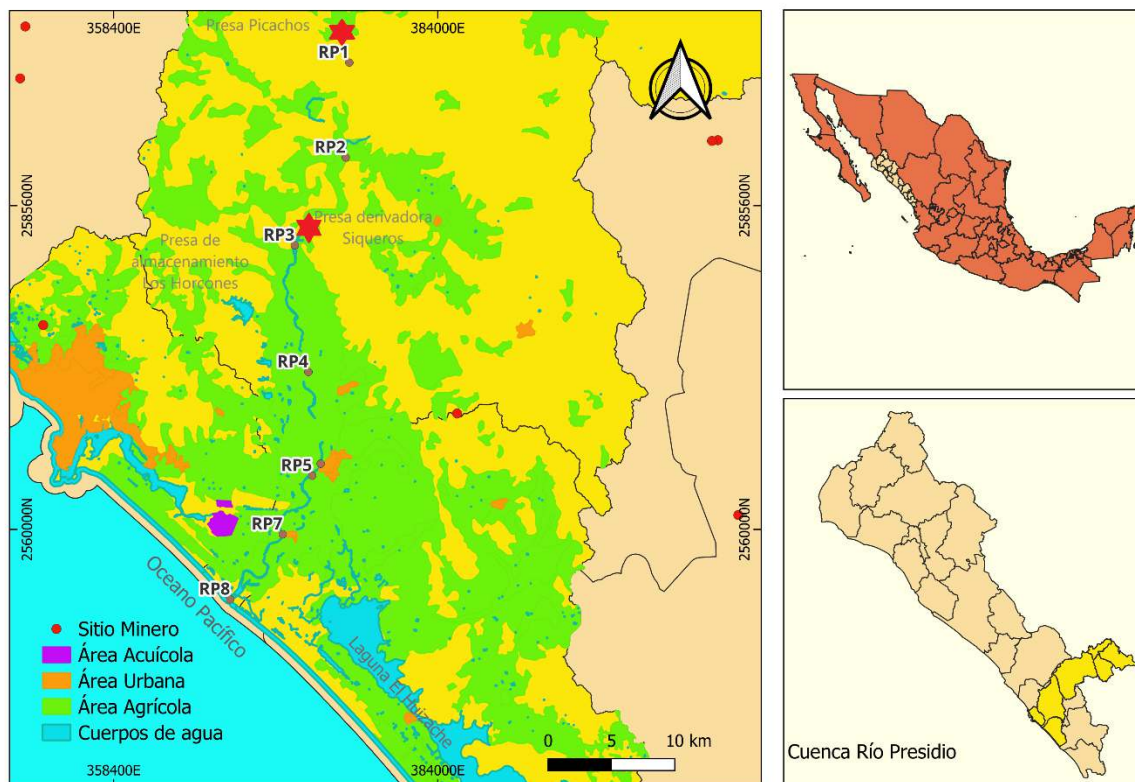 358400E
384000E
Presa Picachos
RP1
RP2
2585600N
2585600N
Presa derivadora
Siqueros
RP3
Presa de
almacenamiento
Los Horcones
RP4
RP5
RP7
2560000N
2560000N
RP8
Oceano Pacífico
Laguna El Huizache
Sitio Minero
Área Acuícola
Área Urbana
Área Agrícola
Cuerpos de agua
0 5 10 km
358400E
384000E
Cuenca Río Presidio